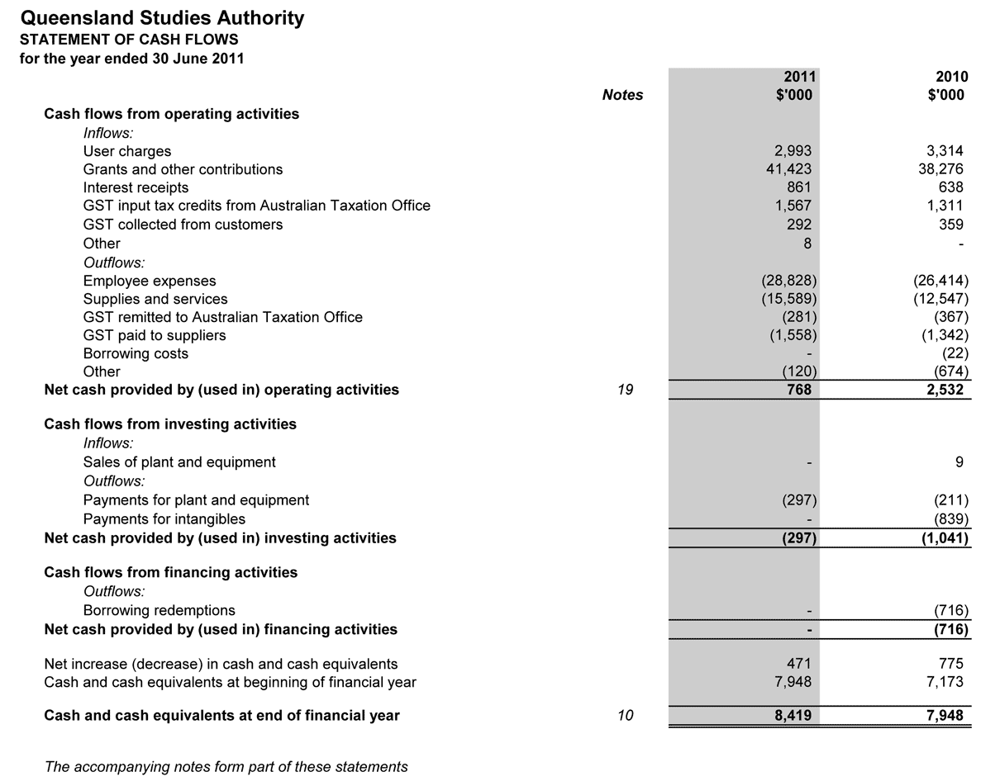 Queensland Studies Authority
STATEMENT OF CASH FLOWS
for the year ended 30 June 2011
2011 2010
Notes $'000 $'000
Cash flows from operating activities
Inflows:
User charges 2,993 3,314
Grants and other contributions 41,423 38,276
Interest receipts 861 638
GST input tax credits from Australian Taxation Office 1,567 1,311
GST collected from customers 292 359
Other 8 -
Outflows:
Employee expenses (28,828) (26,414)
Supplies and services (15,589) (12,547)
GST remitted to Australian Taxation Office (281) (367)
GST paid to suppliers (1,558) (1,342)
Borrowing costs - (22)
Other (120) (674)
Net cash provided by (used in) operating activities 19 768 2,532
Cash flows from investing activities
Inflows:
Sales of plant and equipment - 9
Outflows:
Payments for plant and equipment (297) (211)
Payments for intangibles - (839)
Net cash provided by (used in) investing activities (297) (1,041)
Cash flows from financing activities
Outflows:
Borrowing redemptions - (716)
Net cash provided by (used in) financing activities - (716)
Net increase (decrease) in cash and cash equivalents 471 775
Cash and cash equivalents at beginning of financial year 7,948 7,173
Cash and cash equivalents at end of financial year 10 8,419 7,948
The accompanying notes form part of these statements